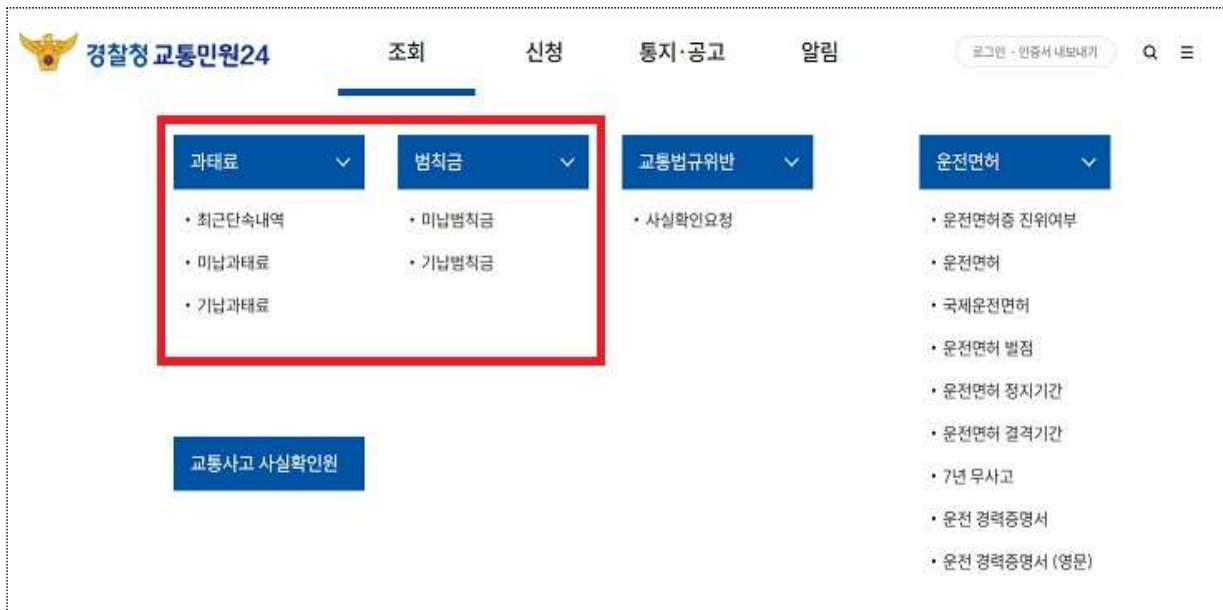 경찰청 교통민원24
조회 신청 통지·공고 알림
로그인·인증서 내보내기
과태료
• 최근단속내역
• 미납과태료
• 기납과태료
범칙금
• 미납범칙금
• 기납범칙금
교통법규위반
• 사실확인요청
운전면허
• 운전면허증 진위여부
• 운전면허
• 국제운전면허
• 운전면허 벌점
• 운전면허 정지기간
• 운전면허 결격기간
• 7년 무사고
• 운전 경력증명서
• 운전 경력증명서 (영문)
교통사고 사실확인원